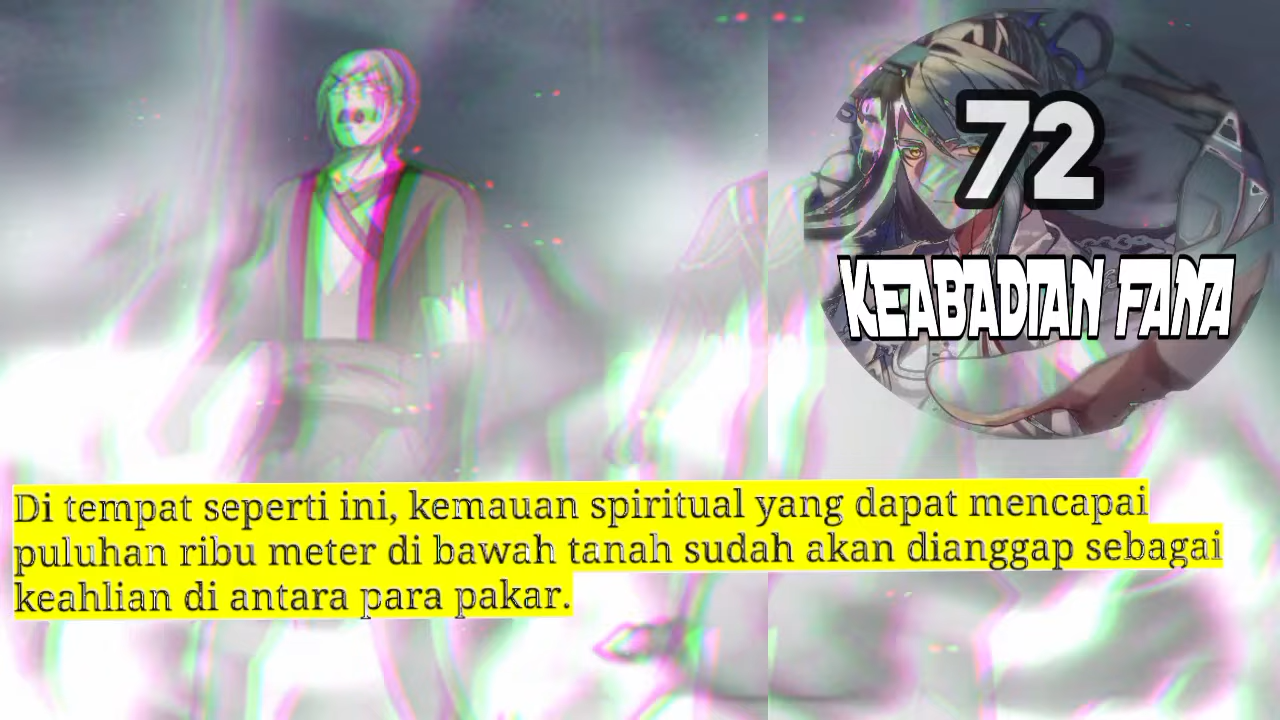 72
KEABADIAN FANA
Di tempat seperti ini, kemauan spiritual yang dapat mencapai
puluhan ribu meter di bawah tanah sudah akan dianggap sebagai
keahlian di antara para pakar.